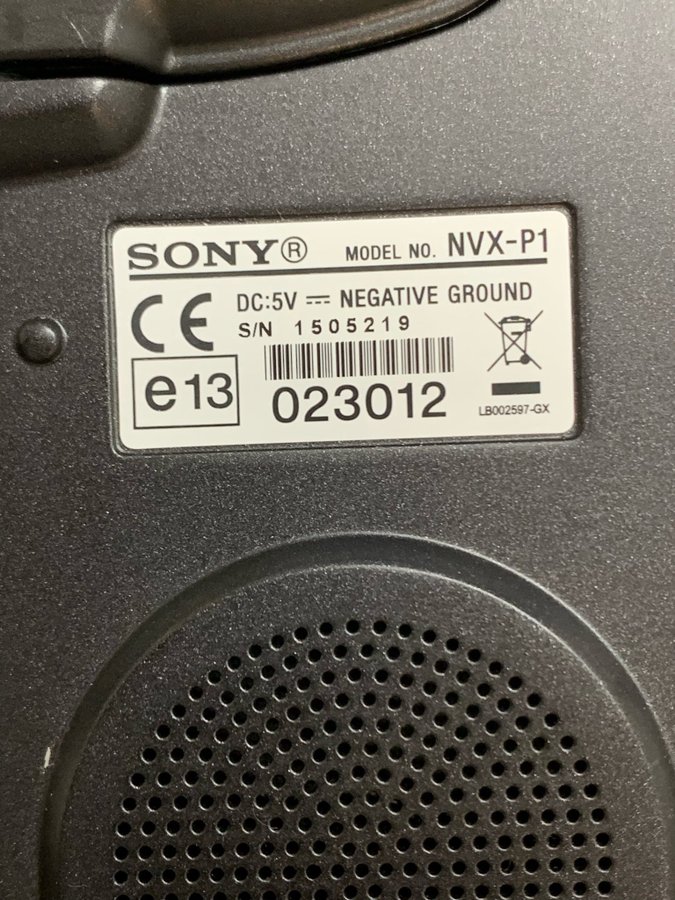 SONY® MODEL NO. NVX-P1
CE DC:5V ⎓ NEGATIVE GROUND
S/N 1505219
e13 023012
LB002597-GX